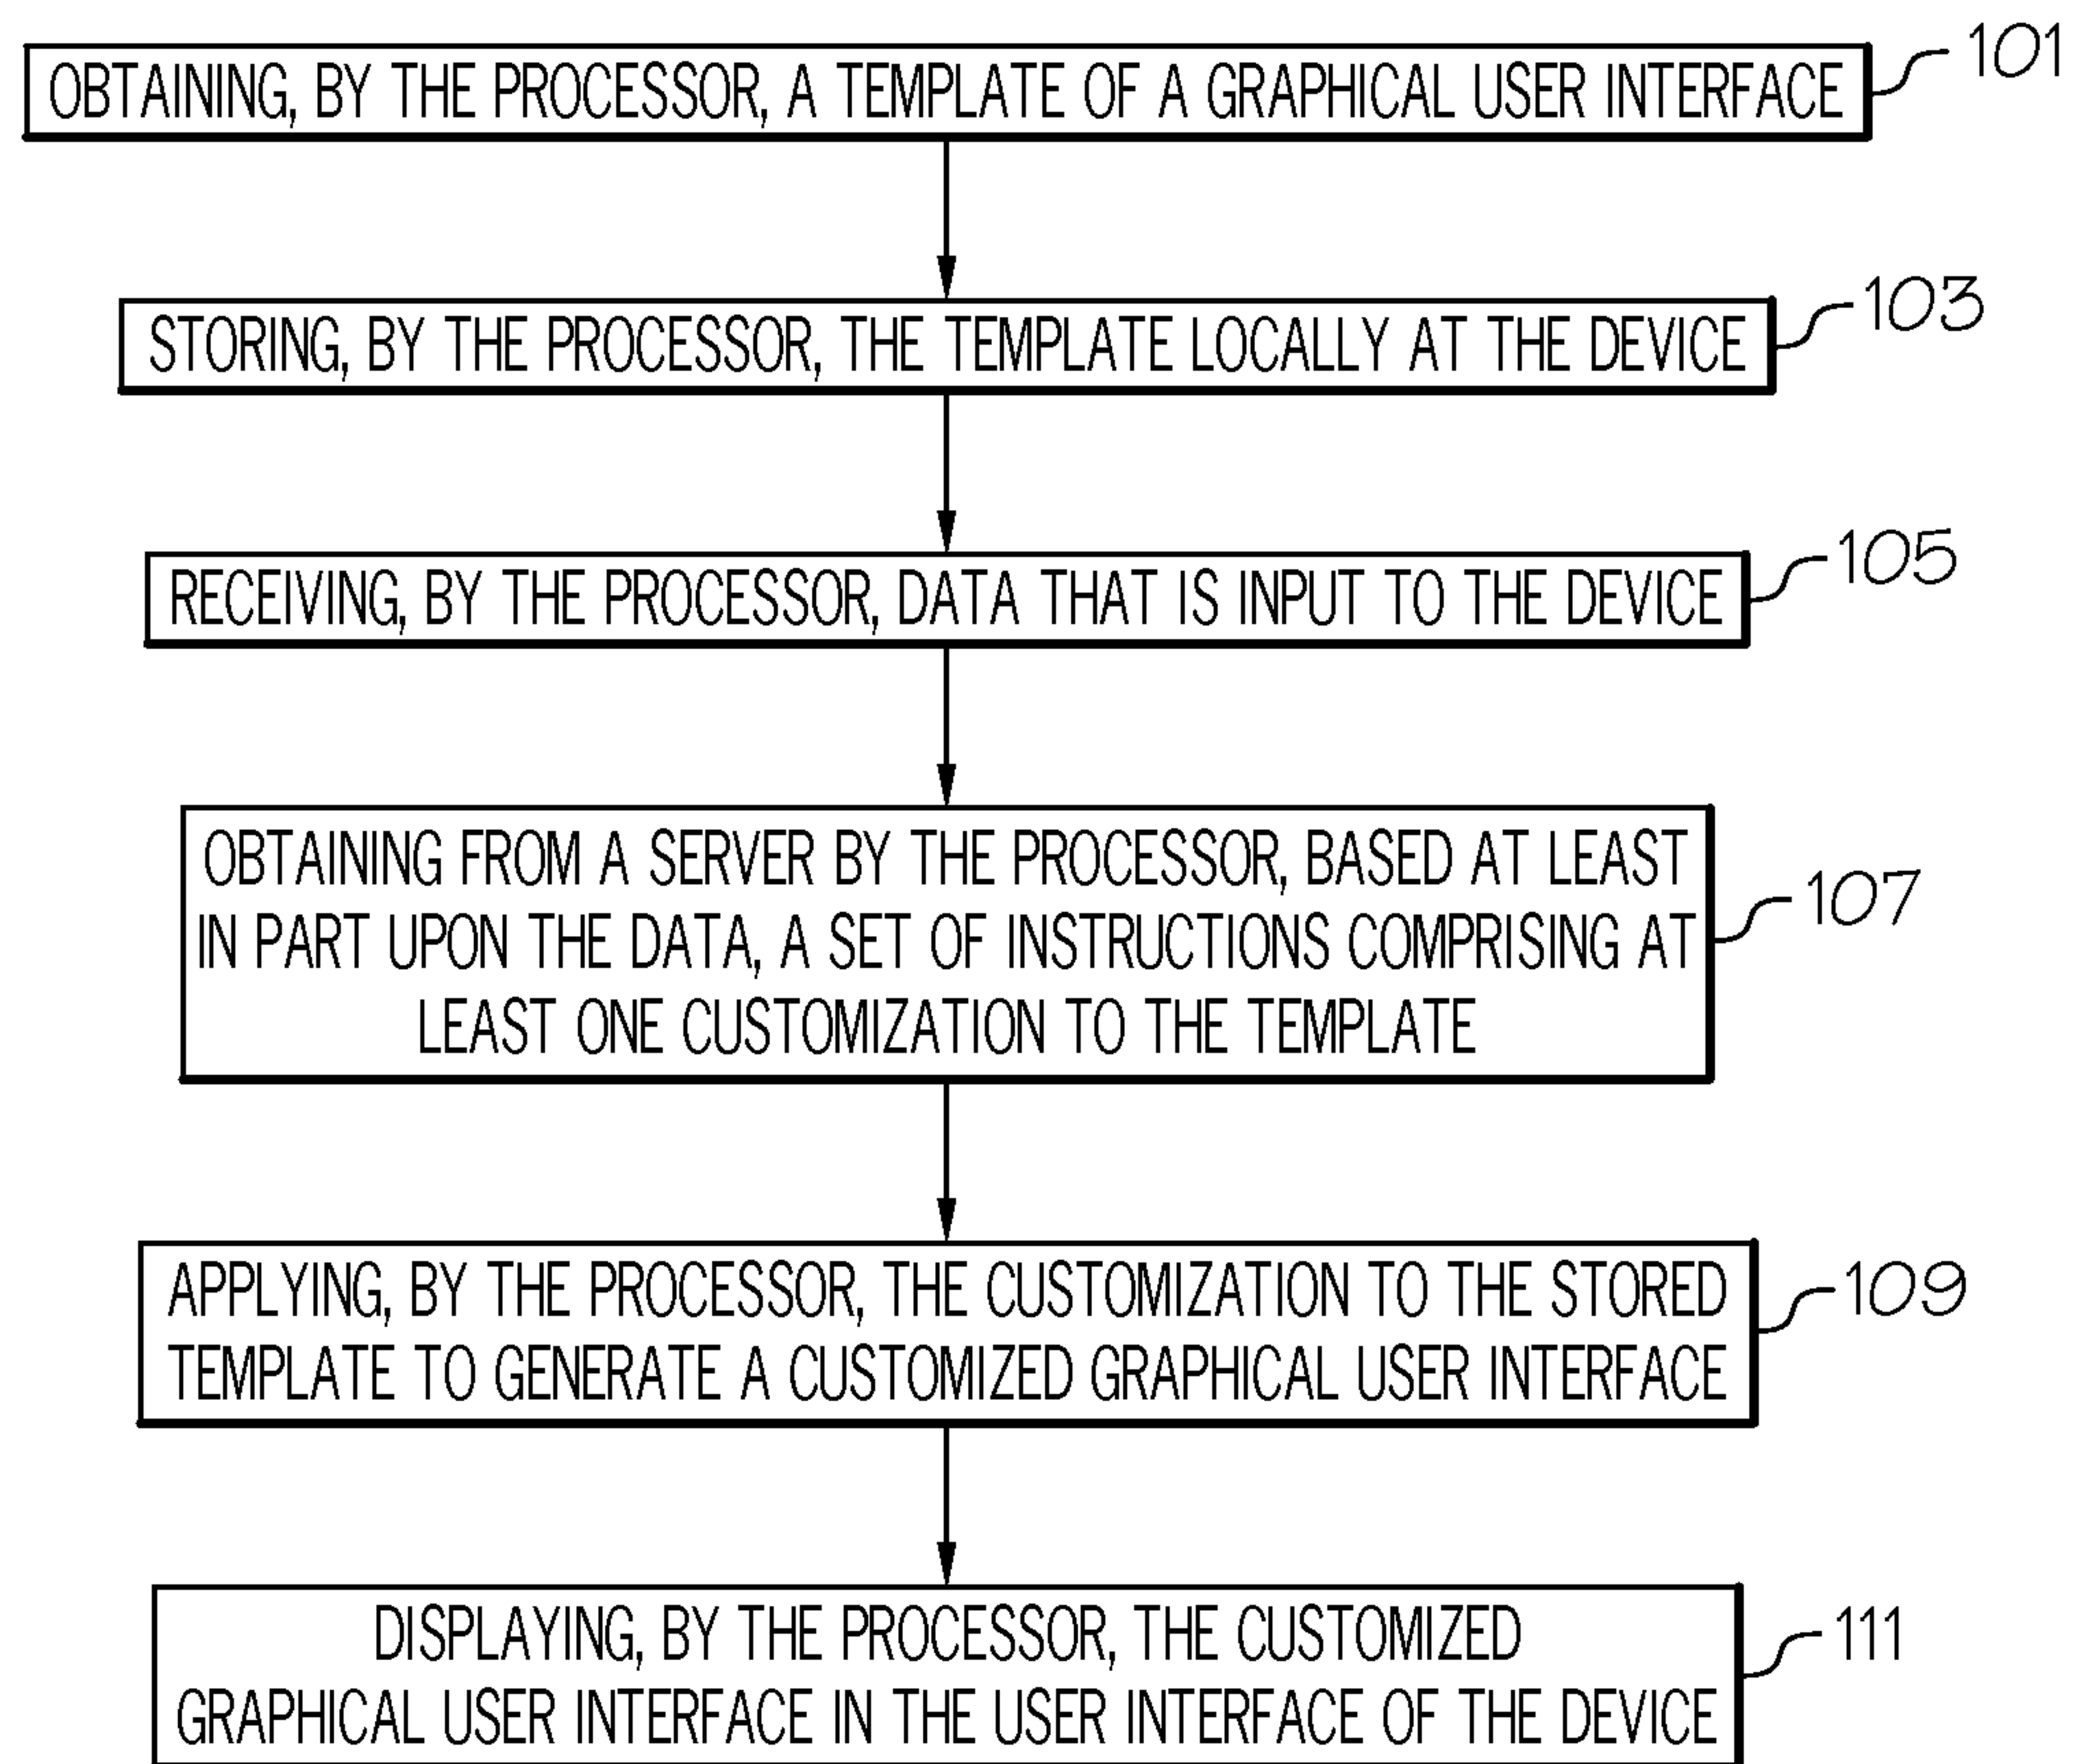 OBTAINING, BY THE PROCESSOR, A TEMPLATE OF A GRAPHICAL USER INTERFACE
101
STORING, BY THE PROCESSOR, THE TEMPLATE LOCALLY AT THE DEVICE
103
RECEIVING, BY THE PROCESSOR, DATA THAT IS INPUT TO THE DEVICE
105
OBTAINING FROM A SERVER BY THE PROCESSOR, BASED AT LEAST
IN PART UPON THE DATA, A SET OF INSTRUCTIONS COMPRISING AT
LEAST ONE CUSTOMIZATION TO THE TEMPLATE
107
APPLYING, BY THE PROCESSOR, THE CUSTOMIZATION TO THE STORED
TEMPLATE TO GENERATE A CUSTOMIZED GRAPHICAL USER INTERFACE
109
DISPLAYING, BY THE PROCESSOR, THE CUSTOMIZED
GRAPHICAL USER INTERFACE IN THE USER INTERFACE OF THE DEVICE
111